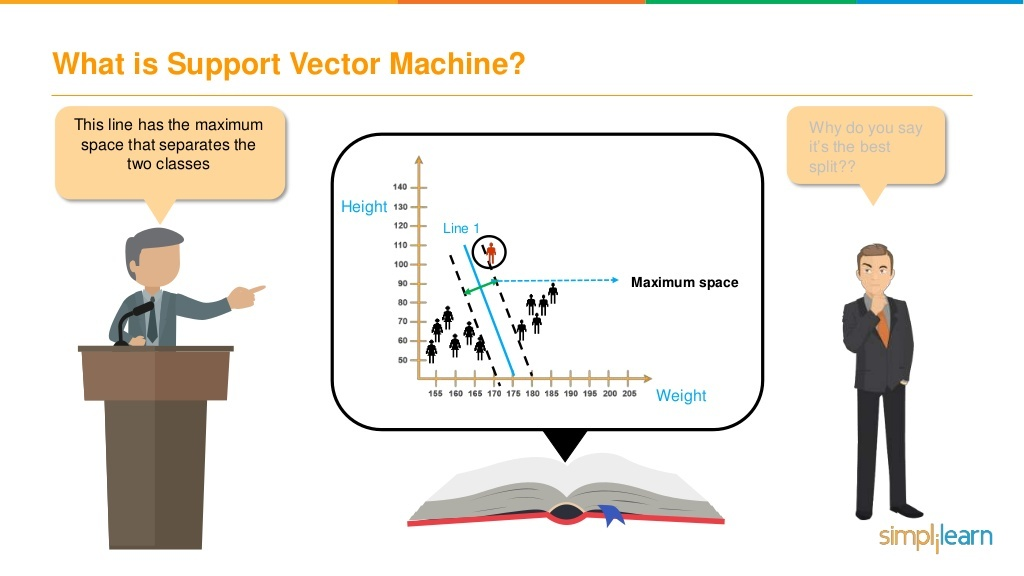 What is Support Vector Machine?
This line has the maximum
space that separates the
two classes
Why do you say
it's the best
split??
Height
140
130
120
110
100
90
80
70
60
50
Line 1
Maximum space
155 160 165 170 175 180 185 190 195 200 205
Weight
simplilearn